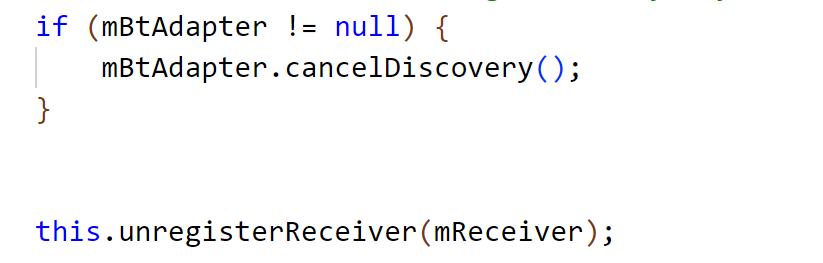 if (mBtAdapter != null) {
    mBtAdapter.cancelDiscovery();
}
this.unregisterReceiver(mReceiver);